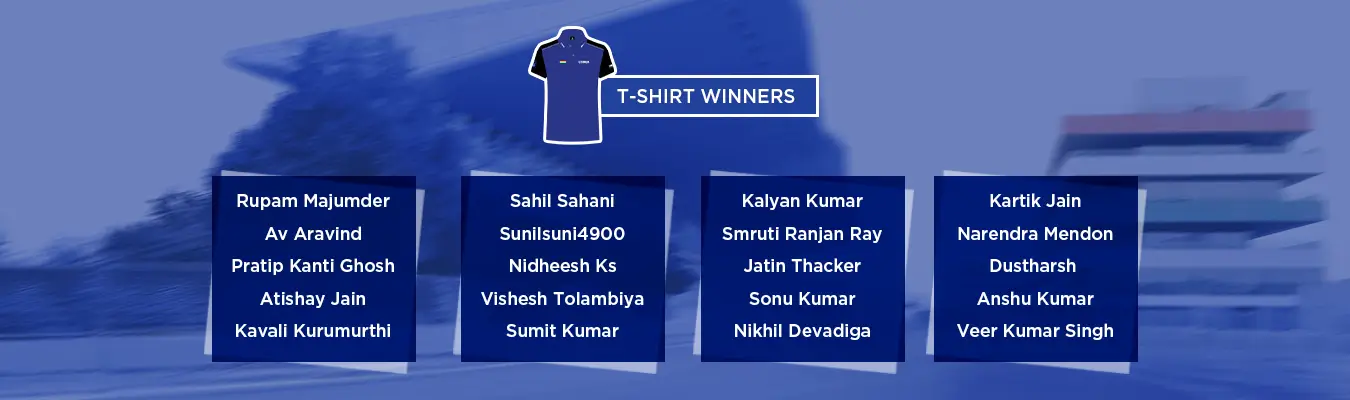 T-SHIRT WINNERS
Rupam Majumder
Av Aravind
Pratip Kanti Ghosh
Atishay Jain
Kavali Kurumurthi
Sahil Sahani
Sunilsuni4900
Nidheesh Ks
Vishesh Tolambiya
Sumit Kumar
Kalyan Kumar
Smruti Ranjan Ray
Jatin Thacker
Sonu Kumar
Nikhil Devadiga
Kartik Jain
Narendra Mendon
Dustharsh
Anshu Kumar
Veer Kumar Singh